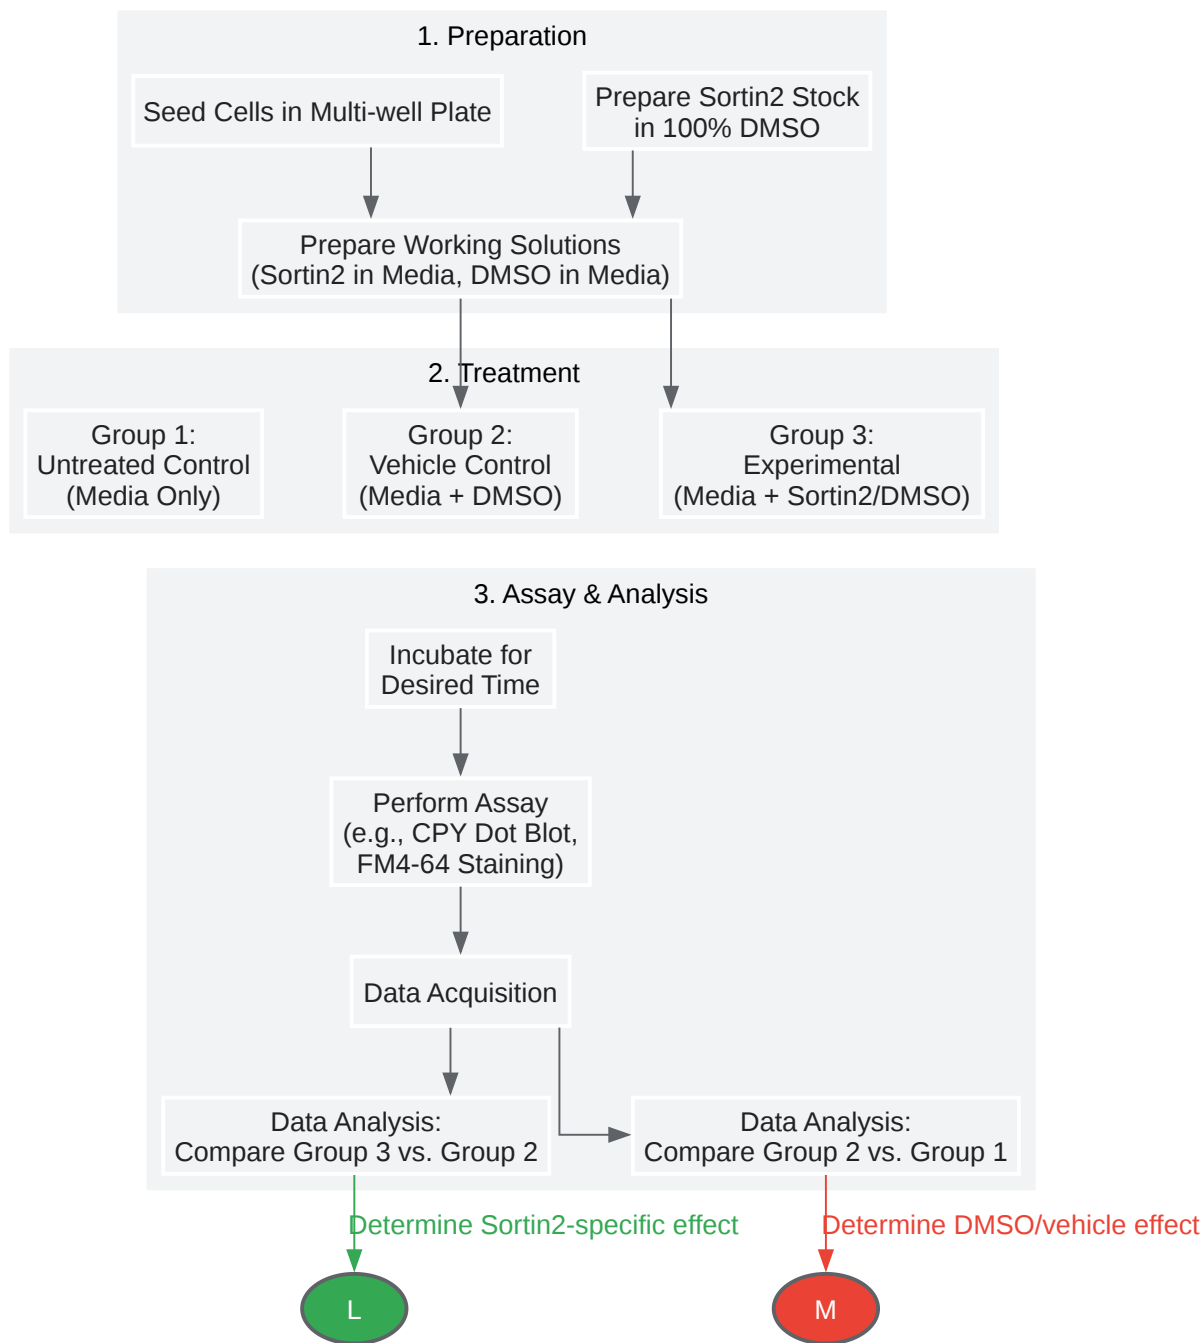 1. Preparation
Seed Cells in Multi-well Plate
Prepare Sortin2 Stock
in 100% DMSO
Prepare Working Solutions
(Sortin2 in Media, DMSO in Media)
2. Treatment
Group 1:
Untreated Control
(Media Only)
Group 2:
Vehicle Control
(Media + DMSO)
Group 3:
Experimental
(Media + Sortin2/DMSO)
3. Assay & Analysis
Incubate for
Desired Time
Perform Assay
(e.g., CPY Dot Blot,
FM4-64 Staining)
Data Acquisition
Data Analysis:
Compare Group 3 vs. Group 2
Data Analysis:
Compare Group 2 vs. Group 1
Determine Sortin2-specific effect
Determine DMSO/vehicle effect
L
M